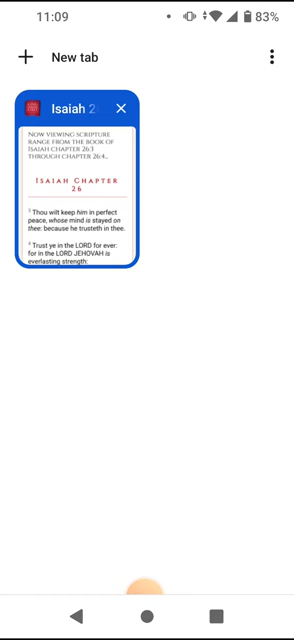 11:09
83%
New tab
Isaiah 2
Now viewing scripture
range from the book of
Isaiah chapter 26:3
through chapter 26:4...
Isaiah Chapter
26
3 Thou wilt keep him in perfect
peace, whose mind is stayed on
thee: because he trusteth in thee.
4 Trust ye in the LORD for ever:
for in the LORD JEHOVAH is
everlasting strength: